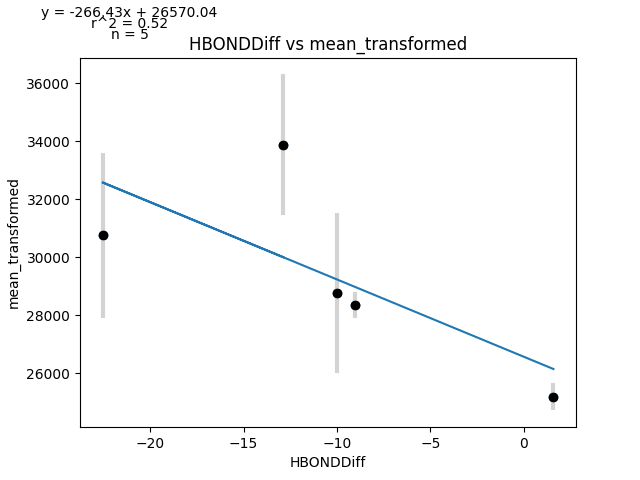 y = -266.43x + 26570.04
r^2 = 0.52
n = 5
HBONDDiff vs mean_transformed
36000
34000
32000
30000
28000
26000
mean_transformed
−20
−15
−10
−5
0
HBONDDiff